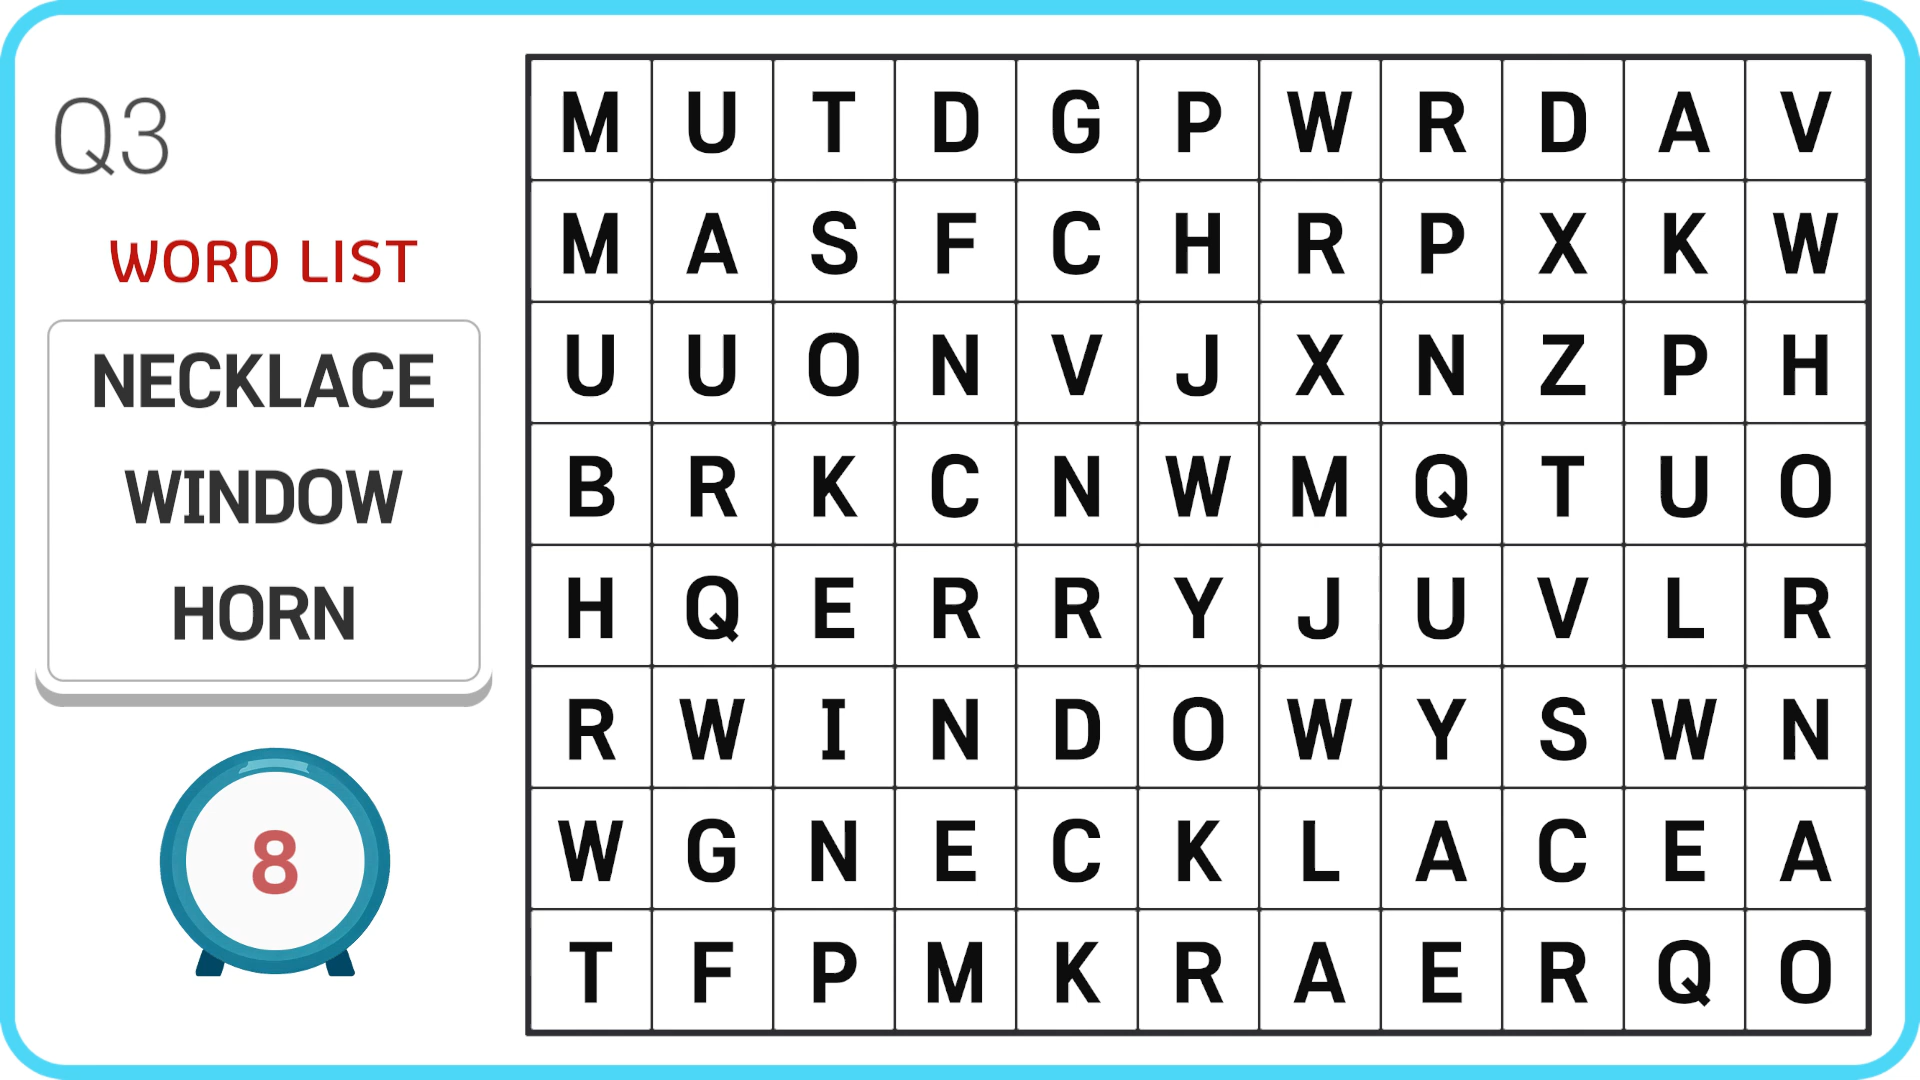 Q3
WORD LIST
NECKLACE
WINDOW
HORN
8
M U T D G P W R D A V
M A S F C H R P X K W
U U O N V J X N Z P H
B R K C N W M Q T U O
H Q E R R Y J U V L R
R W I N D O W Y S W N
W G N E C K L A C E A
T F P M K R A E R Q O